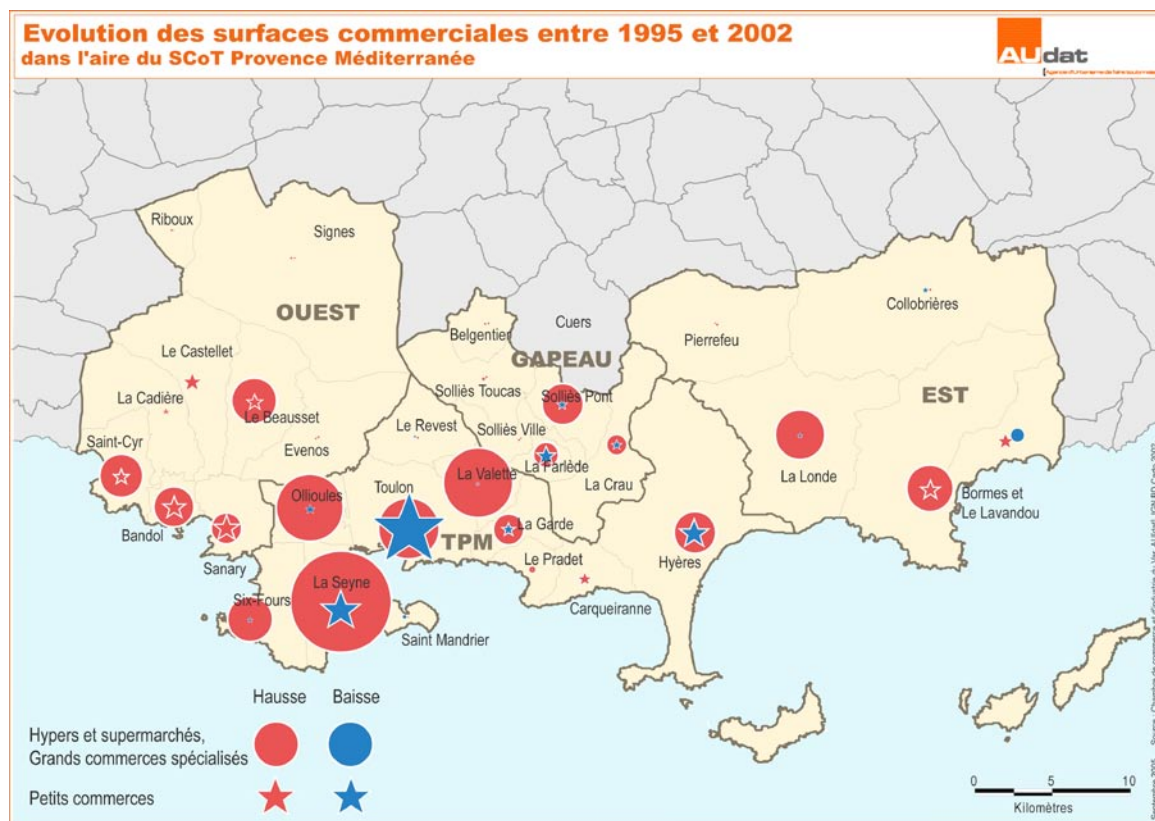 Evolution des surfaces commerciales entre 1995 et 2002
dans l'aire du SCoT Provence Méditerranée
AUdat
Riboux
Signes
OUEST
Collobrières
Belgentier
Cuers
Pierrefeu
GAPEAU
Le Castellet
Solliès Toucas
Solliès Pont
EST
La Cadière
Le Beausset
Le Revest
Solliès Ville
Saint-Cyr
Evenos
La Farlède
La Valette
La Londe
La Crau
Ollioules
Toulon
Bormes et
Le Lavandou
Bandol
La Garde
TPM
Sanary
Le Pradet
Hyères
La Seyne
Six-Fours
Carqueiranne
Saint Mandrier
Hausse
Baisse
Hypers et supermarchés,
Grands commerces spécialisés
Petits commerces
0 5 10
Kilomètres